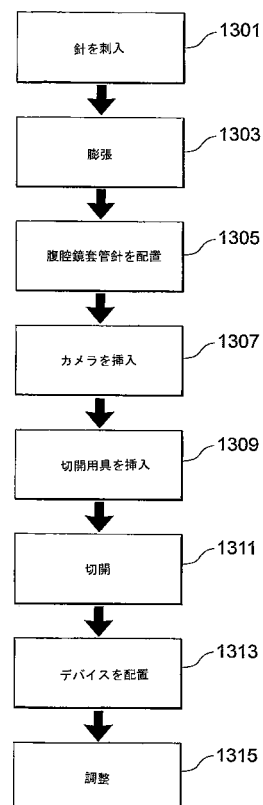 針を刺入
1301
膨張
1303
腹腔鏡套管針を配置
1305
カメラを挿入
1307
切開用具を挿入
1309
切開
1311
デバイスを配置
1313
調整
1315